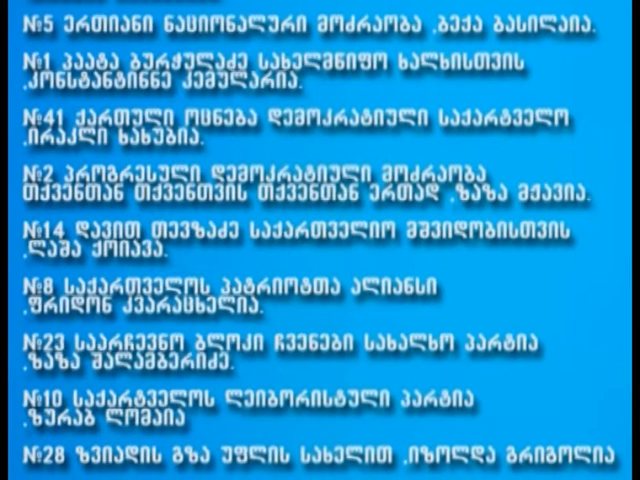 №5 ერთიანი ნაციონალური მოძრაობა ,ბექა ბასილაია.
№1 პაატა ბურჭულაძე სახელმწიფო ხალხისთვის
,კონსტანტინნე კემულარია.
№41 ქართული ოცნება დემოკრატიული საქართველო
,ირაკლი ხახუბია.
№2 პროგრესული დემოკრატიული მოძრაობა
თქვენთან თქვენთვის თქვენთან ერთად ,ზაზა მქავია.
№14 დავით თევზაძე საქართველიო მშვიდობისთვის
,ლაშა ქოიავა.
№8 საქართველოს პატრიოტთა ალიანსი
,ფრიდონ კვარაცხელია.
№23 საარჩევნო ბლოკი ჩვენები სახალხო პარტია
,ზაზა შალამბერიძე.
№10 საქართველოს ლეიბორისტული პარტია
,ზურაბ ლომაია
№28 ზვიადის გზა უფლის სახელით ,იზოლდა გრიგოლია